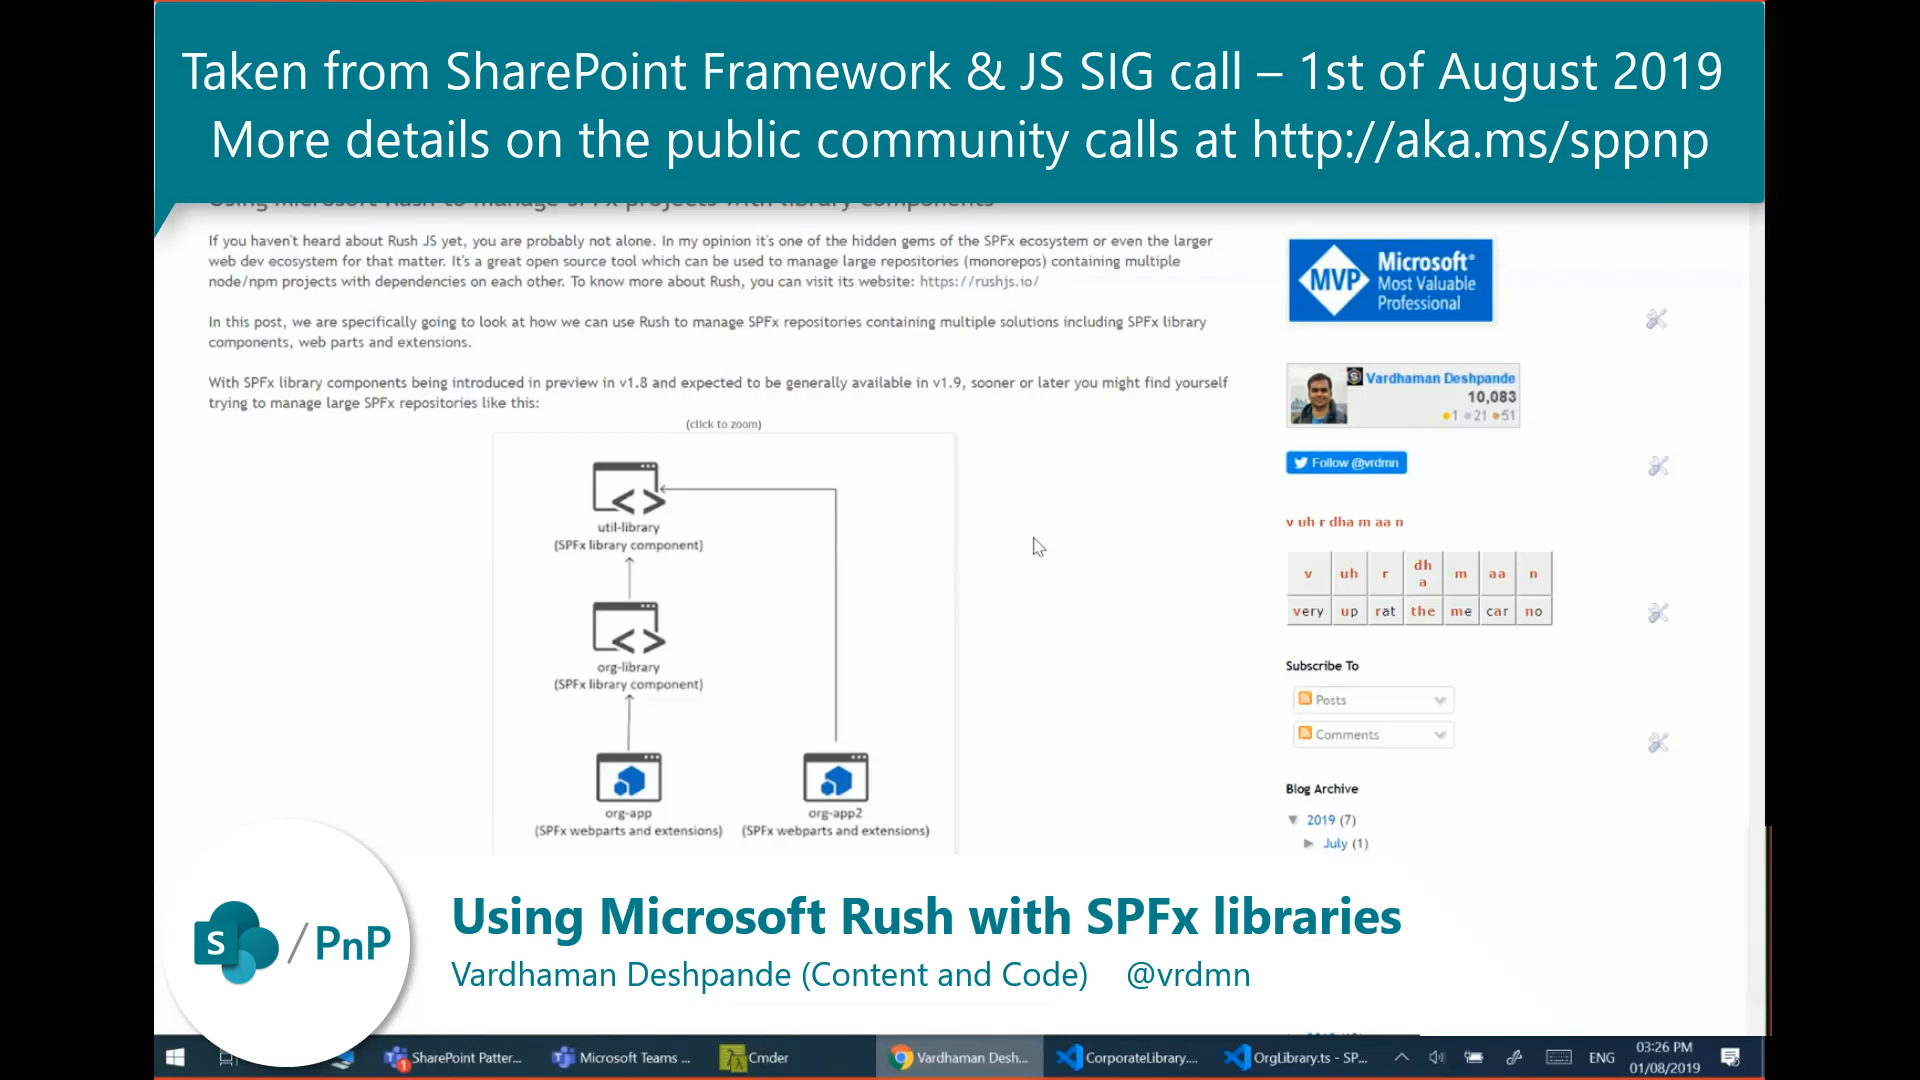 Taken from SharePoint Framework & JS SIG call – 1st of August 2019
More details on the public community calls at http://aka.ms/sppnp
Using Microsoft Rush to manage SPFx projects with library components
If you haven't heard about Rush JS yet, you are probably not alone. In my opinion it's one of the hidden gems of the SPFx ecosystem or even the larger
web dev ecosystem for that matter. It's a great open source tool which can be used to manage large repositories (monorepos) containing multiple
node/npm projects with dependencies on each other. To know more about Rush, you can visit its website: https://rushjs.io/
In this post, we are specifically going to look at how we can use Rush to manage SPFx repositories containing multiple solutions including SPFx library
components, web parts and extensions.
With SPFx library components being introduced in preview in v1.8 and expected to be generally available in v1.9, sooner or later you might find yourself
trying to manage large SPFx repositories like this:
(click to zoom)
util-library
(SPFx library component)
org-library
(SPFx library component)
org-app
(SPFx webparts and extensions)
org-app2
(SPFx webparts and extensions)
MVP
Microsoft®
Most Valuable
Professional
Vardhaman Deshpande
10,083
1 21 51
Follow @vrdmn
v uh r dha m aa n
v uh r dh a m aa n
very up rat the me car no
Subscribe To
Posts
Comments
Blog Archive
▼ 2019 (7)
► July (1)
S / PnP
Using Microsoft Rush with SPFx libraries
Vardhaman Deshpande (Content and Code) @vrdmn
1 SharePoint Patter...
Microsoft Teams ...
Cmder
Vardhaman Desh...
CorporateLibrary....
OrgLibrary.ts - SP...
ENG
03:26 PM
01/08/2019